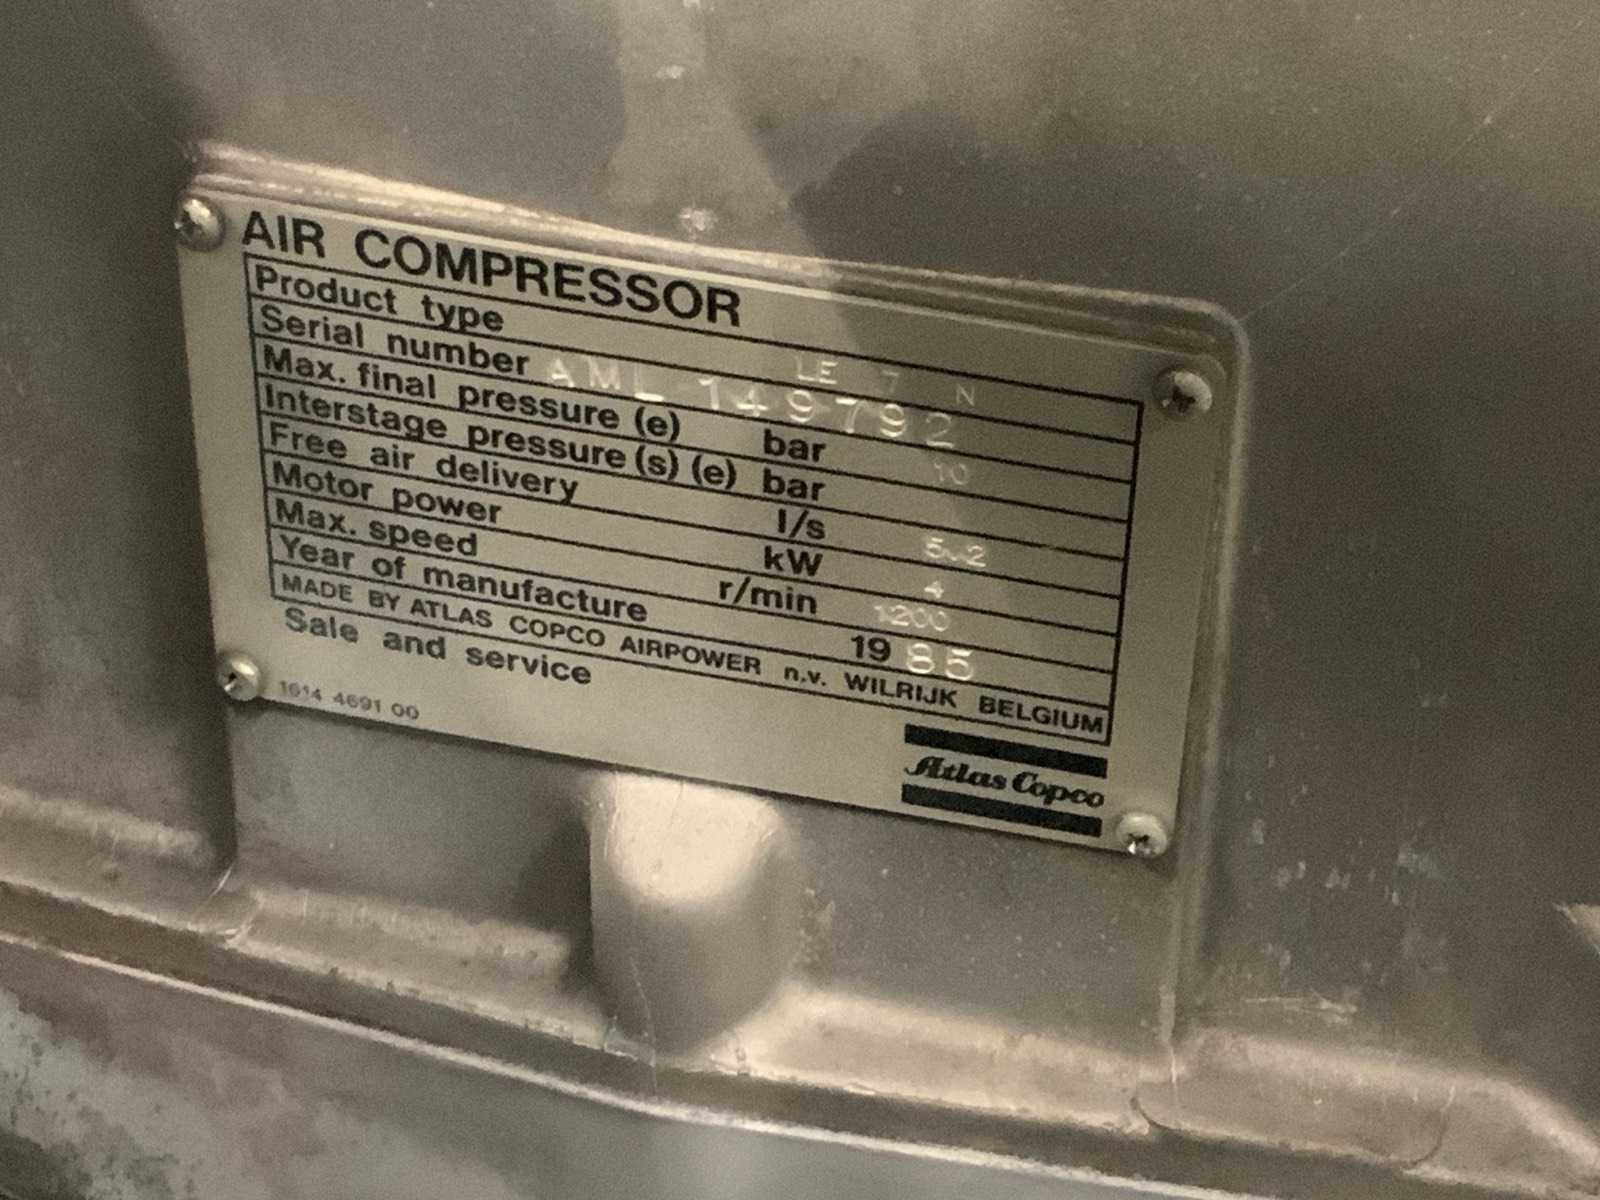 AIR COMPRESSOR
Product type LE 7 N
Serial number AML 149792
Max. final pressure (e) bar 10
Interstage pressure (s) (e) bar
Free air delivery l/s 5.2
Motor power kW 4
Max. speed r/min 1200
Year of manufacture 19 85
MADE BY ATLAS COPCO AIRPOWER n.v. WILRIJK BELGIUM
Sale and service
1614 4691 00
Atlas Copco